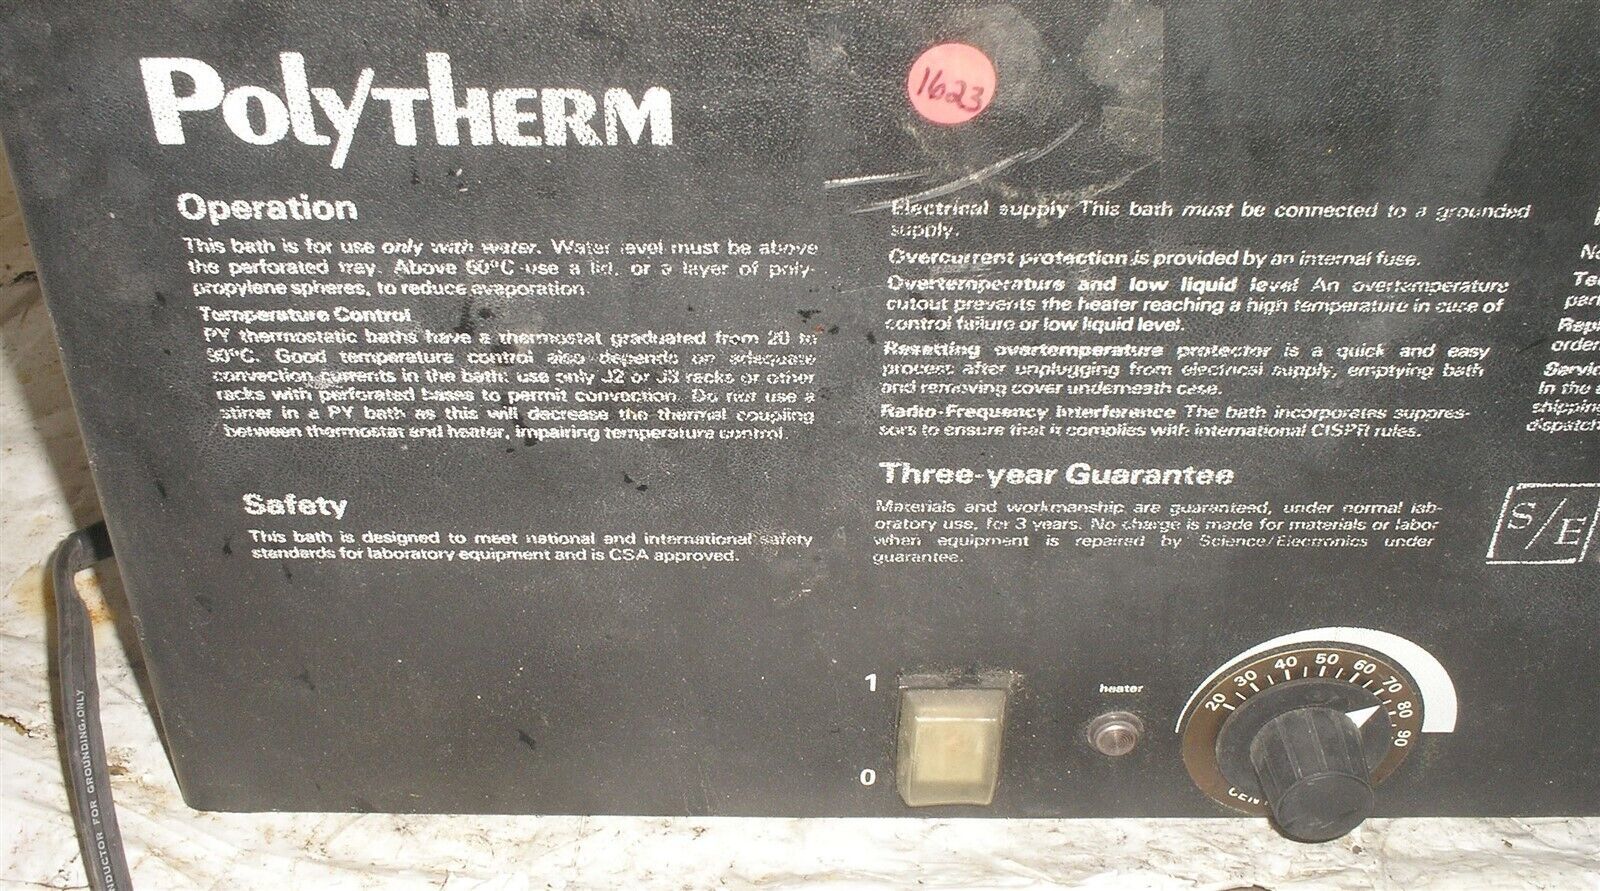 POLYTHERM
1623
Operation
This bath is for use only with water. Water level must be above
the perforated tray. Above 60°C use a lid, or a layer of poly-
propylene spheres, to reduce evaporation.
Temperature Control
PY thermostatic baths have a thermostat graduated from 20 to
90°C. Good temperature control also depends on adequate
convection currents in the bath: use only J2 or J3 racks or other
racks with perforated bases to permit convection. Do not use a
stirrer in a PY bath as this will decrease the thermal coupling
between thermostat and heater, impairing temperature control.
Safety
This bath is designed to meet national and international safety
standards for laboratory equipment and is CSA approved.
Electrical supply This bath must be connected to a grounded
supply.
Overcurrent protection is provided by an internal fuse.
Overtemperature and low liquid level An overtemperature
cutout prevents the heater reaching a high temperature in case of
control failure or low liquid level.
Resetting overtemperature protector is a quick and easy
process after unplugging from electrical supply, emptying bath
and removing cover underneath case.
Radio-Frequency Interference The bath incorporates suppres-
sors to ensure that it complies with international CISPR rules.
Three-year Guarantee
Materials and workmanship are guaranteed, under normal lab-
oratory use, for 3 years. No charge is made for materials or labor
when equipment is repaired by Science/Electronics under
guarantee.
order
In the
shipping
dispatch
S/E
1
0
heater
20 30 40 50 60 70 80 90
CEN
NDUCTOR FOR GROUNDING ONLY